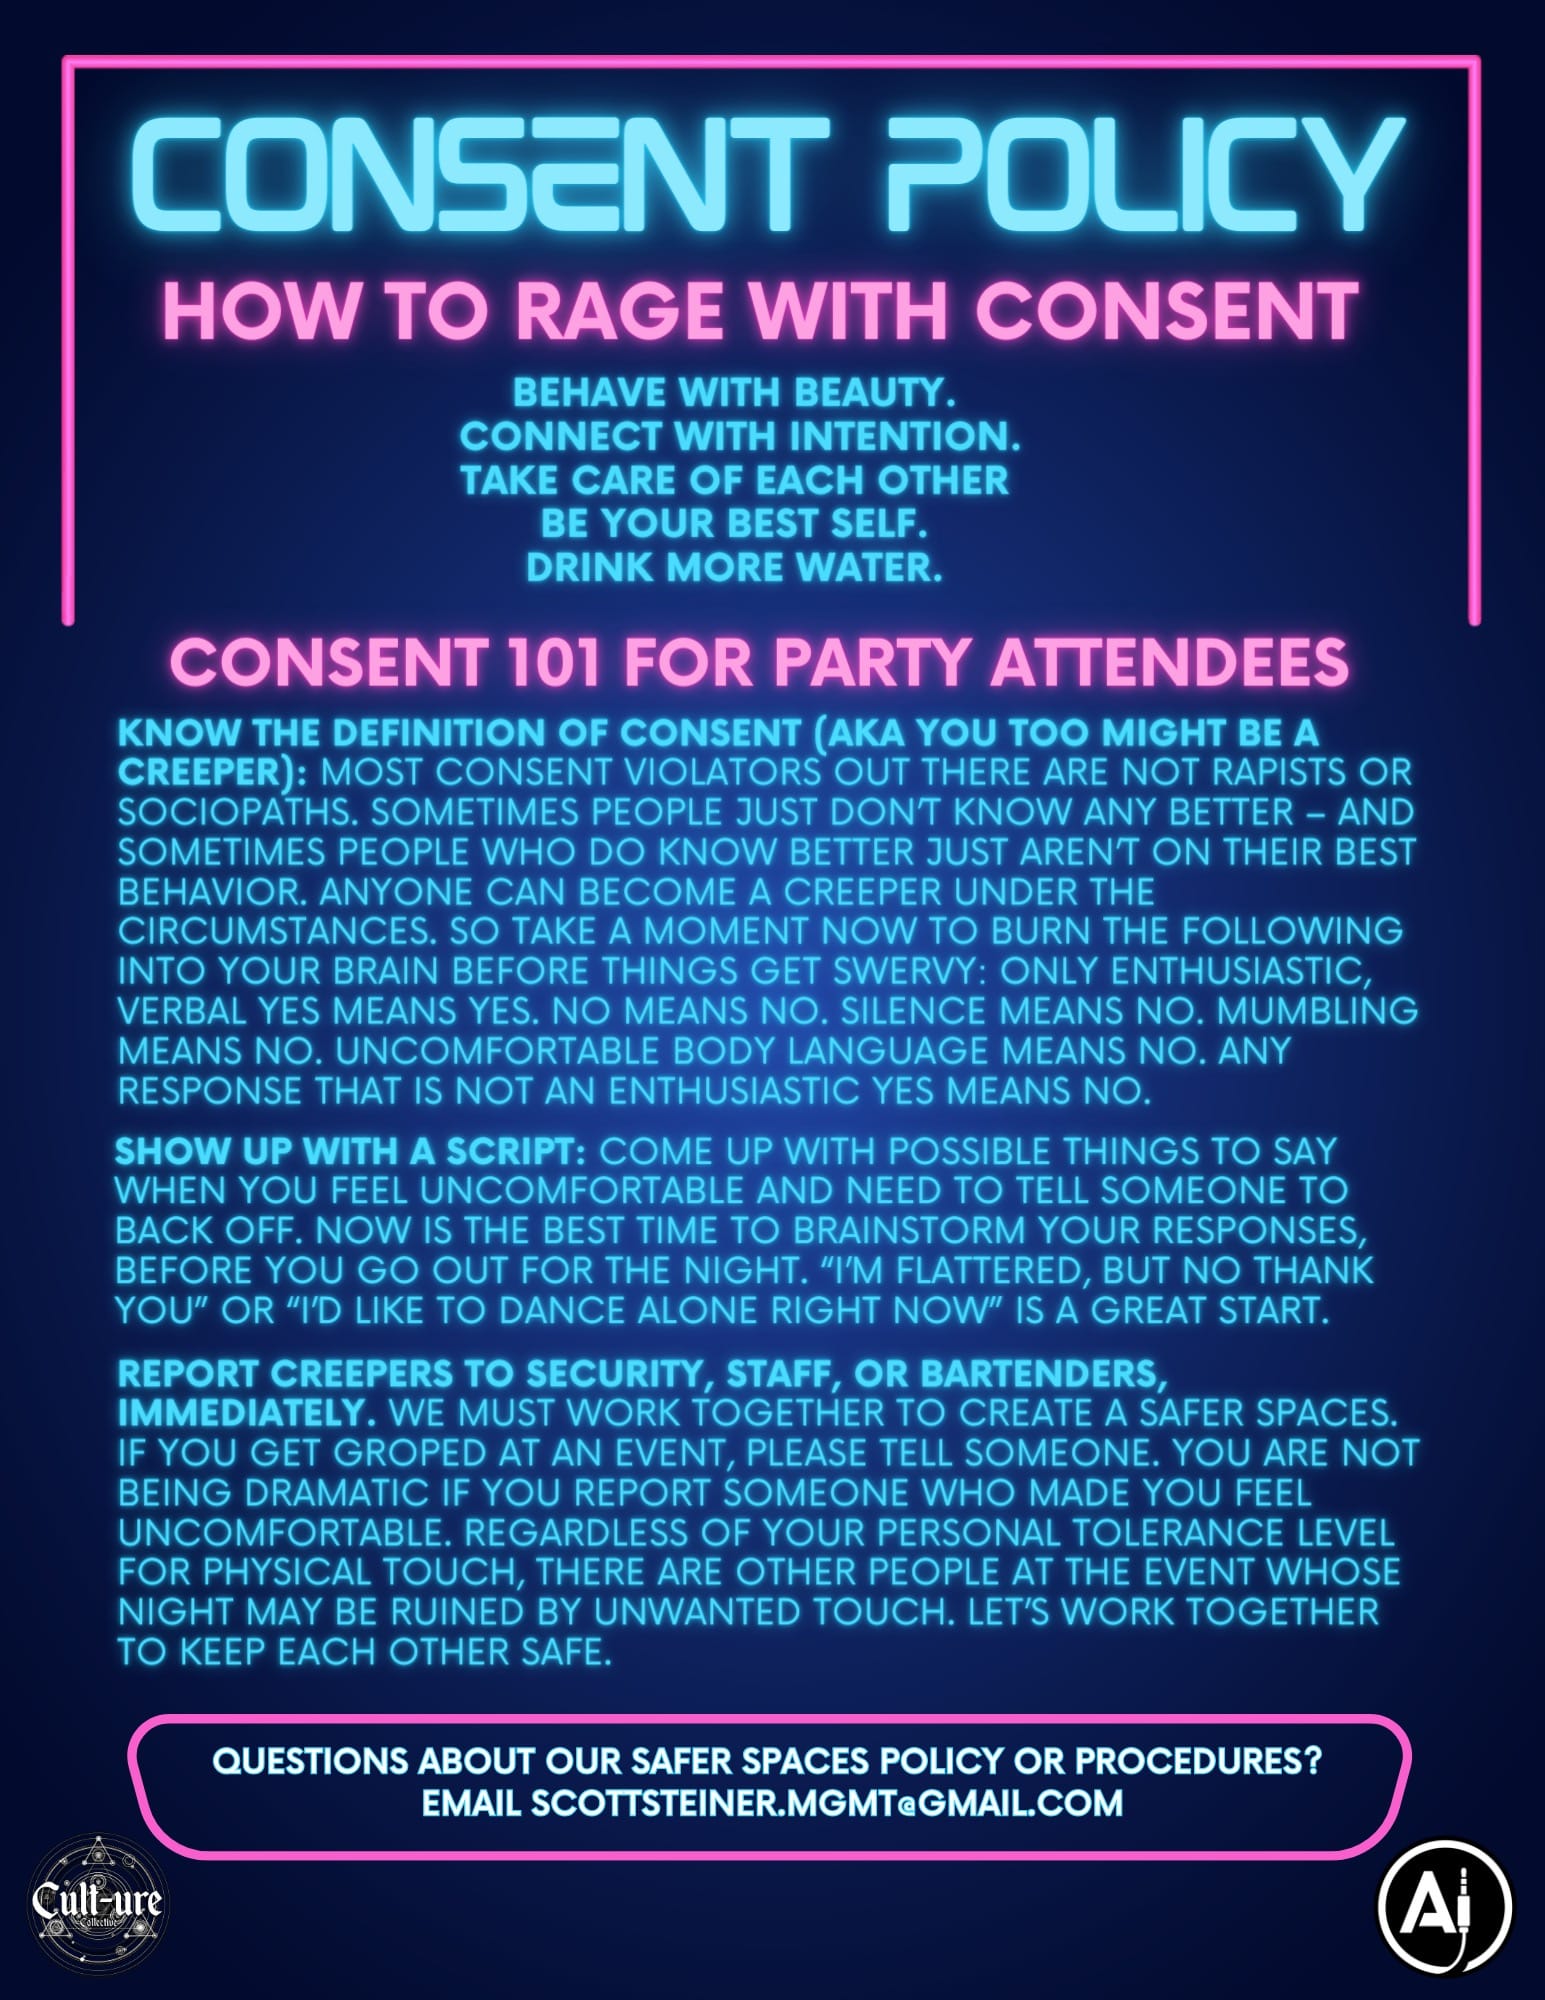 CONSENT POLICY
HOW TO RAGE WITH CONSENT
BEHAVE WITH BEAUTY.
CONNECT WITH INTENTION.
TAKE CARE OF EACH OTHER
BE YOUR BEST SELF.
DRINK MORE WATER.
CONSENT 101 FOR PARTY ATTENDEES
KNOW THE DEFINITION OF CONSENT (AKA YOU TOO MIGHT BE A
CREEPER): MOST CONSENT VIOLATORS OUT THERE ARE NOT RAPISTS OR
SOCIOPATHS. SOMETIMES PEOPLE JUST DON'T KNOW ANY BETTER – AND
SOMETIMES PEOPLE WHO DO KNOW BETTER JUST AREN'T ON THEIR BEST
BEHAVIOR. ANYONE CAN BECOME A CREEPER UNDER THE
CIRCUMSTANCES. SO TAKE A MOMENT NOW TO BURN THE FOLLOWING
INTO YOUR BRAIN BEFORE THINGS GET SWERVY: ONLY ENTHUSIASTIC,
VERBAL YES MEANS YES. NO MEANS NO. SILENCE MEANS NO. MUMBLING
MEANS NO. UNCOMFORTABLE BODY LANGUAGE MEANS NO. ANY
RESPONSE THAT IS NOT AN ENTHUSIASTIC YES MEANS NO.
SHOW UP WITH A SCRIPT: COME UP WITH POSSIBLE THINGS TO SAY
WHEN YOU FEEL UNCOMFORTABLE AND NEED TO TELL SOMEONE TO
BACK OFF. NOW IS THE BEST TIME TO BRAINSTORM YOUR RESPONSES,
BEFORE YOU GO OUT FOR THE NIGHT. “I'M FLATTERED, BUT NO THANK
YOU” OR “I'D LIKE TO DANCE ALONE RIGHT NOW” IS A GREAT START.
REPORT CREEPERS TO SECURITY, STAFF, OR BARTENDERS,
IMMEDIATELY. WE MUST WORK TOGETHER TO CREATE A SAFER SPACES.
IF YOU GET GROPED AT AN EVENT, PLEASE TELL SOMEONE. YOU ARE NOT
BEING DRAMATIC IF YOU REPORT SOMEONE WHO MADE YOU FEEL
UNCOMFORTABLE. REGARDLESS OF YOUR PERSONAL TOLERANCE LEVEL
FOR PHYSICAL TOUCH, THERE ARE OTHER PEOPLE AT THE EVENT WHOSE
NIGHT MAY BE RUINED BY UNWANTED TOUCH. LET'S WORK TOGETHER
TO KEEP EACH OTHER SAFE.
QUESTIONS ABOUT OUR SAFER SPACES POLICY OR PROCEDURES?
EMAIL SCOTTSTEINER.MGMT@GMAIL.COM
Cult-ure
Collective
Ai